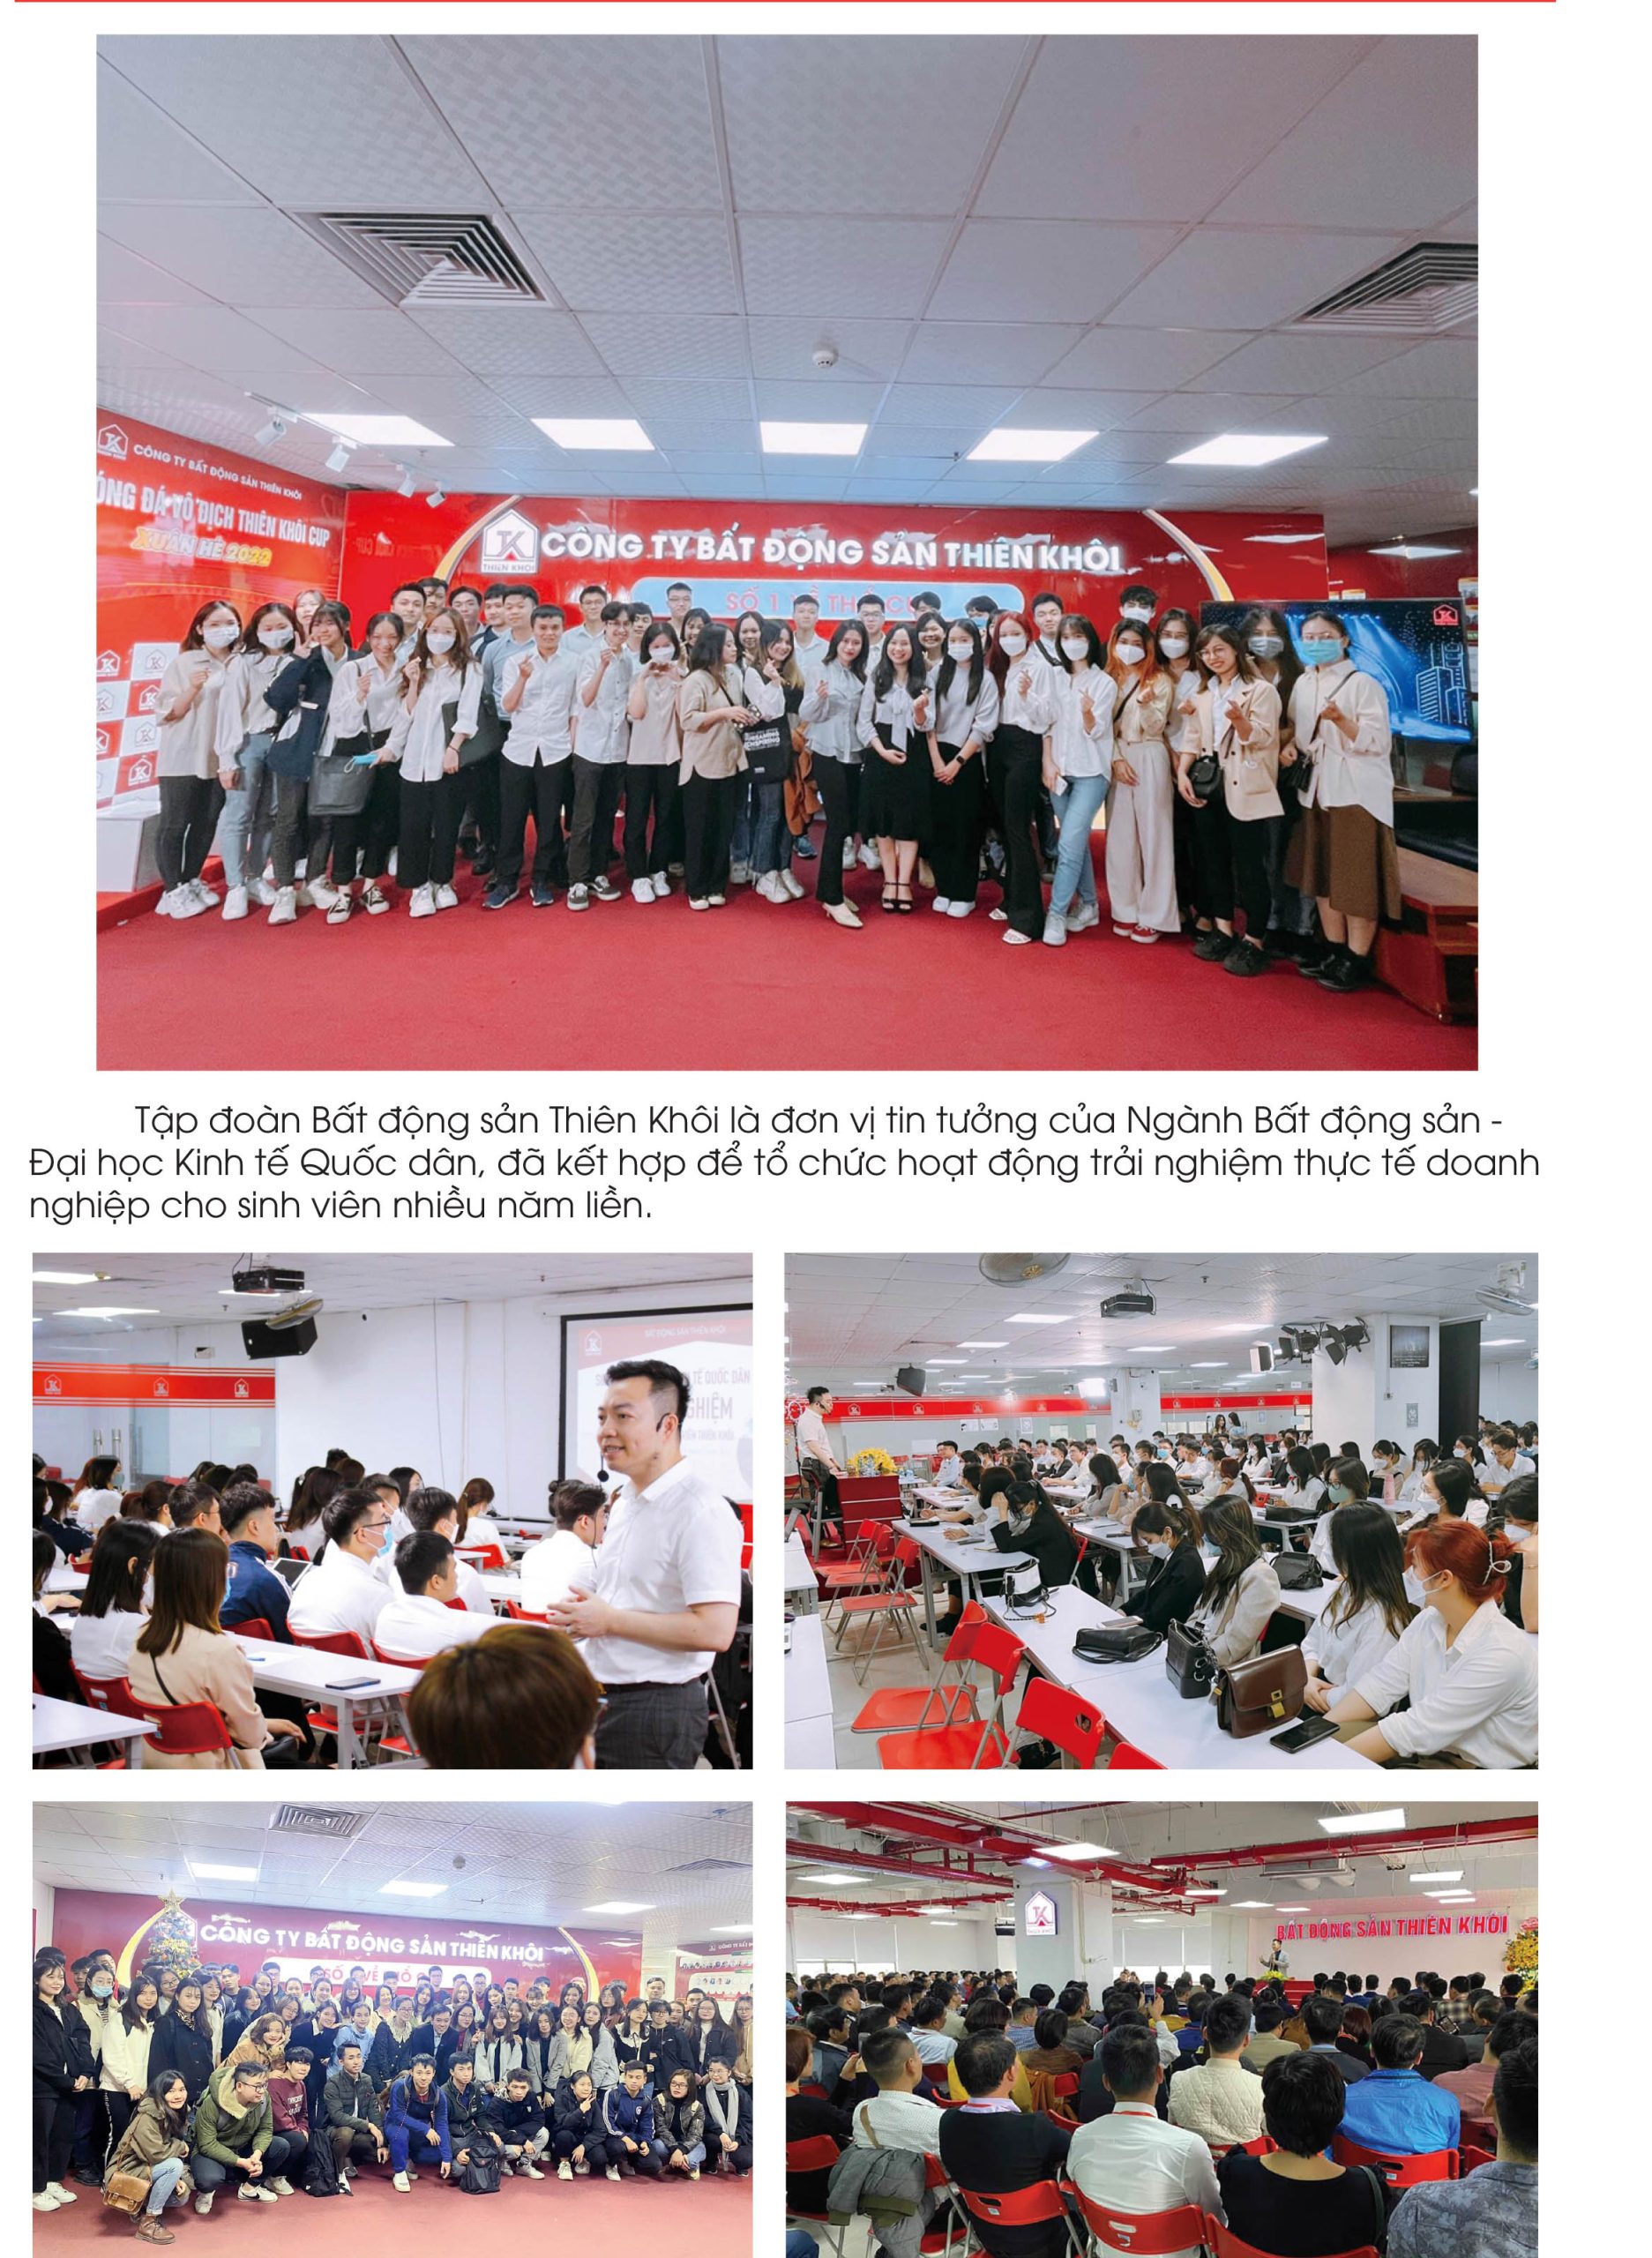 CÔNG TY BẤT ĐỘNG SẢN THIÊN KHÔI
ÓNG ĐÁ VÔ ĐỊCH THIÊN KHÔI CUP
XUÂN HÈ 2022
THIÊN KHÔI
CÔNG TY BẤT ĐỘNG SẢN THIÊN KHÔI
SỐ 1
Tập đoàn Bất động sản Thiên Khôi là đơn vị tin tưởng của Ngành Bất động sản -
Đại học Kinh tế Quốc dân, đã kết hợp để tổ chức hoạt động trải nghiệm thực tế doanh
nghiệp cho sinh viên nhiều năm liền.
BẤT ĐỘNG SẢN THIÊN KHÔI
TẾ QUỐC DÂN
GHIỆM
THIÊN KHÔI
CÔNG TY BẤT ĐỘNG SẢN THIÊN KHÔI
SỐ VỀ
BẤT ĐỘNG SẢN THIÊN KHÔI